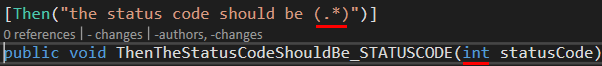 [Then("the status code should be (.*)")]
0 references | - changes | -authors, -changes
public void ThenTheStatusCodeShouldBe_STATUSCODE(int statusCode)